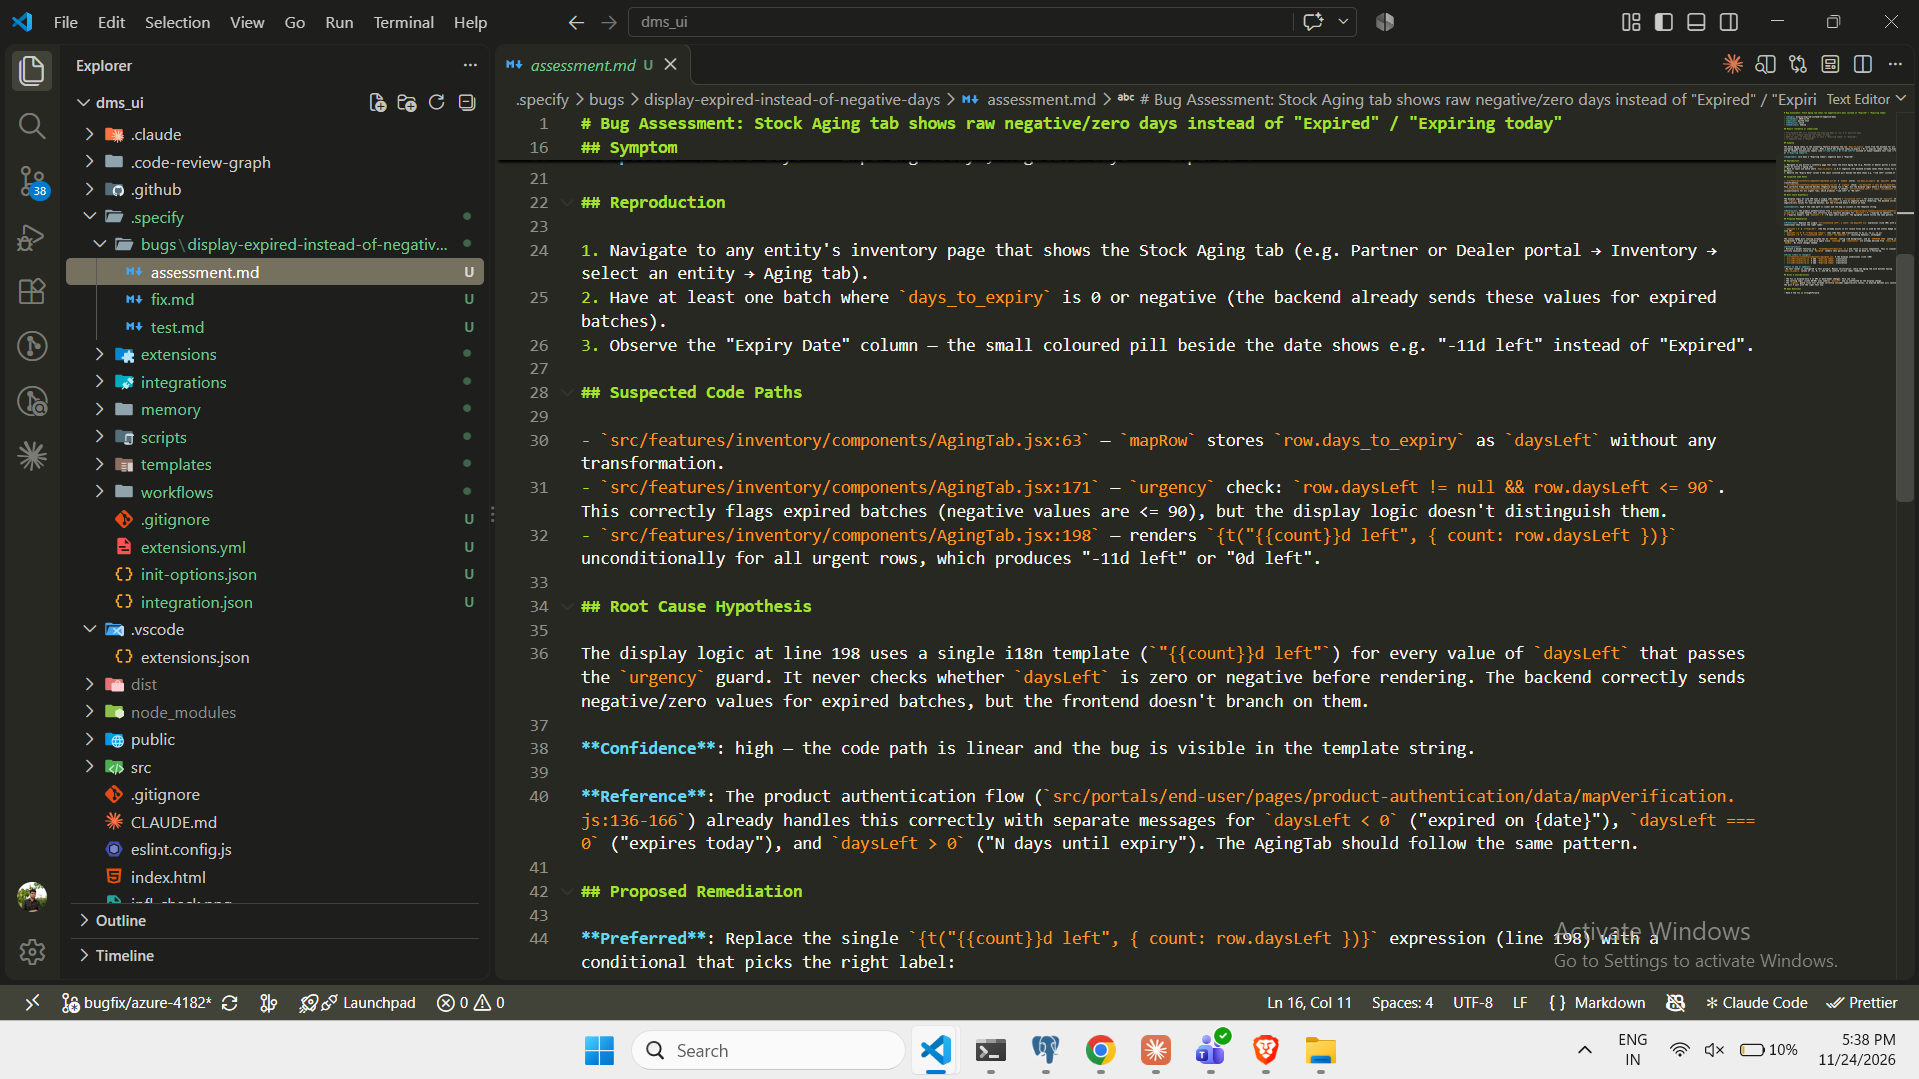 File Edit Selection View Go Run Terminal Help
dms_ui
Explorer
dms_ui
.claude
.code-review-graph
.github
.specify
bugs\display-expired-instead-of-negativ...
assessment.md U
fix.md U
test.md U
extensions
integrations
memory
scripts
templates
workflows
.gitignore U
extensions.yml U
init-options.json U
integration.json U
.vscode
extensions.json
dist
node_modules
public
src
.gitignore
CLAUDE.md
eslint.config.js
index.html
Outline
Timeline
38
assessment.md U
.specify > bugs > display-expired-instead-of-negative-days > assessment.md > abc # Bug Assessment: Stock Aging tab shows raw negative/zero days instead of "Expired" / "Expiri Text Editor
1 # Bug Assessment: Stock Aging tab shows raw negative/zero days instead of "Expired" / "Expiring today"
16 ## Symptom
21
22 ## Reproduction
23
24 1. Navigate to any entity's inventory page that shows the Stock Aging tab (e.g. Partner or Dealer portal → Inventory →
select an entity → Aging tab).
25 2. Have at least one batch where `days_to_expiry` is 0 or negative (the backend already sends these values for expired
batches).
26 3. Observe the "Expiry Date" column — the small coloured pill beside the date shows e.g. "-11d left" instead of "Expired".
27
28 ## Suspected Code Paths
29
30 - `src/features/inventory/components/AgingTab.jsx:63` — `mapRow` stores `row.days_to_expiry` as `daysLeft` without any
transformation.
31 - `src/features/inventory/components/AgingTab.jsx:171` — `urgency` check: `row.daysLeft != null && row.daysLeft <= 90`.
This correctly flags expired batches (negative values are <= 90), but the display logic doesn't distinguish them.
32 - `src/features/inventory/components/AgingTab.jsx:198` — renders `{t("{{count}}d left", { count: row.daysLeft })}`
unconditionally for all urgent rows, which produces "-11d left" or "0d left".
33
34 ## Root Cause Hypothesis
35
36 The display logic at line 198 uses a single i18n template (`"{{count}}d left"`) for every value of `daysLeft` that passes
the `urgency` guard. It never checks whether `daysLeft` is zero or negative before rendering. The backend correctly sends
negative/zero values for expired batches, but the frontend doesn't branch on them.
37
38 **Confidence**: high — the code path is linear and the bug is visible in the template string.
39
40 **Reference**: The product authentication flow (`src/portals/end-user/pages/product-authentication/data/mapVerification.
js:136-166`) already handles this correctly with separate messages for `daysLeft < 0` ("expired on {date}"), `daysLeft ===
0` ("expires today"), and `daysLeft > 0` ("N days until expiry"). The AgingTab should follow the same pattern.
41
42 ## Proposed Remediation
43
44 **Preferred**: Replace the single `{t("{{count}}d left", { count: row.daysLeft })}` expression (line 198) with a
conditional that picks the right label:
Activate Windows
Go to Settings to activate Windows.
bugfix/azure-4182* Launchpad 0 0 Ln 16, Col 11 Spaces: 4 UTF-8 LF {} Markdown Claude Code Prettier
Search
ENG
IN
10%
5:38 PM
11/24/2026